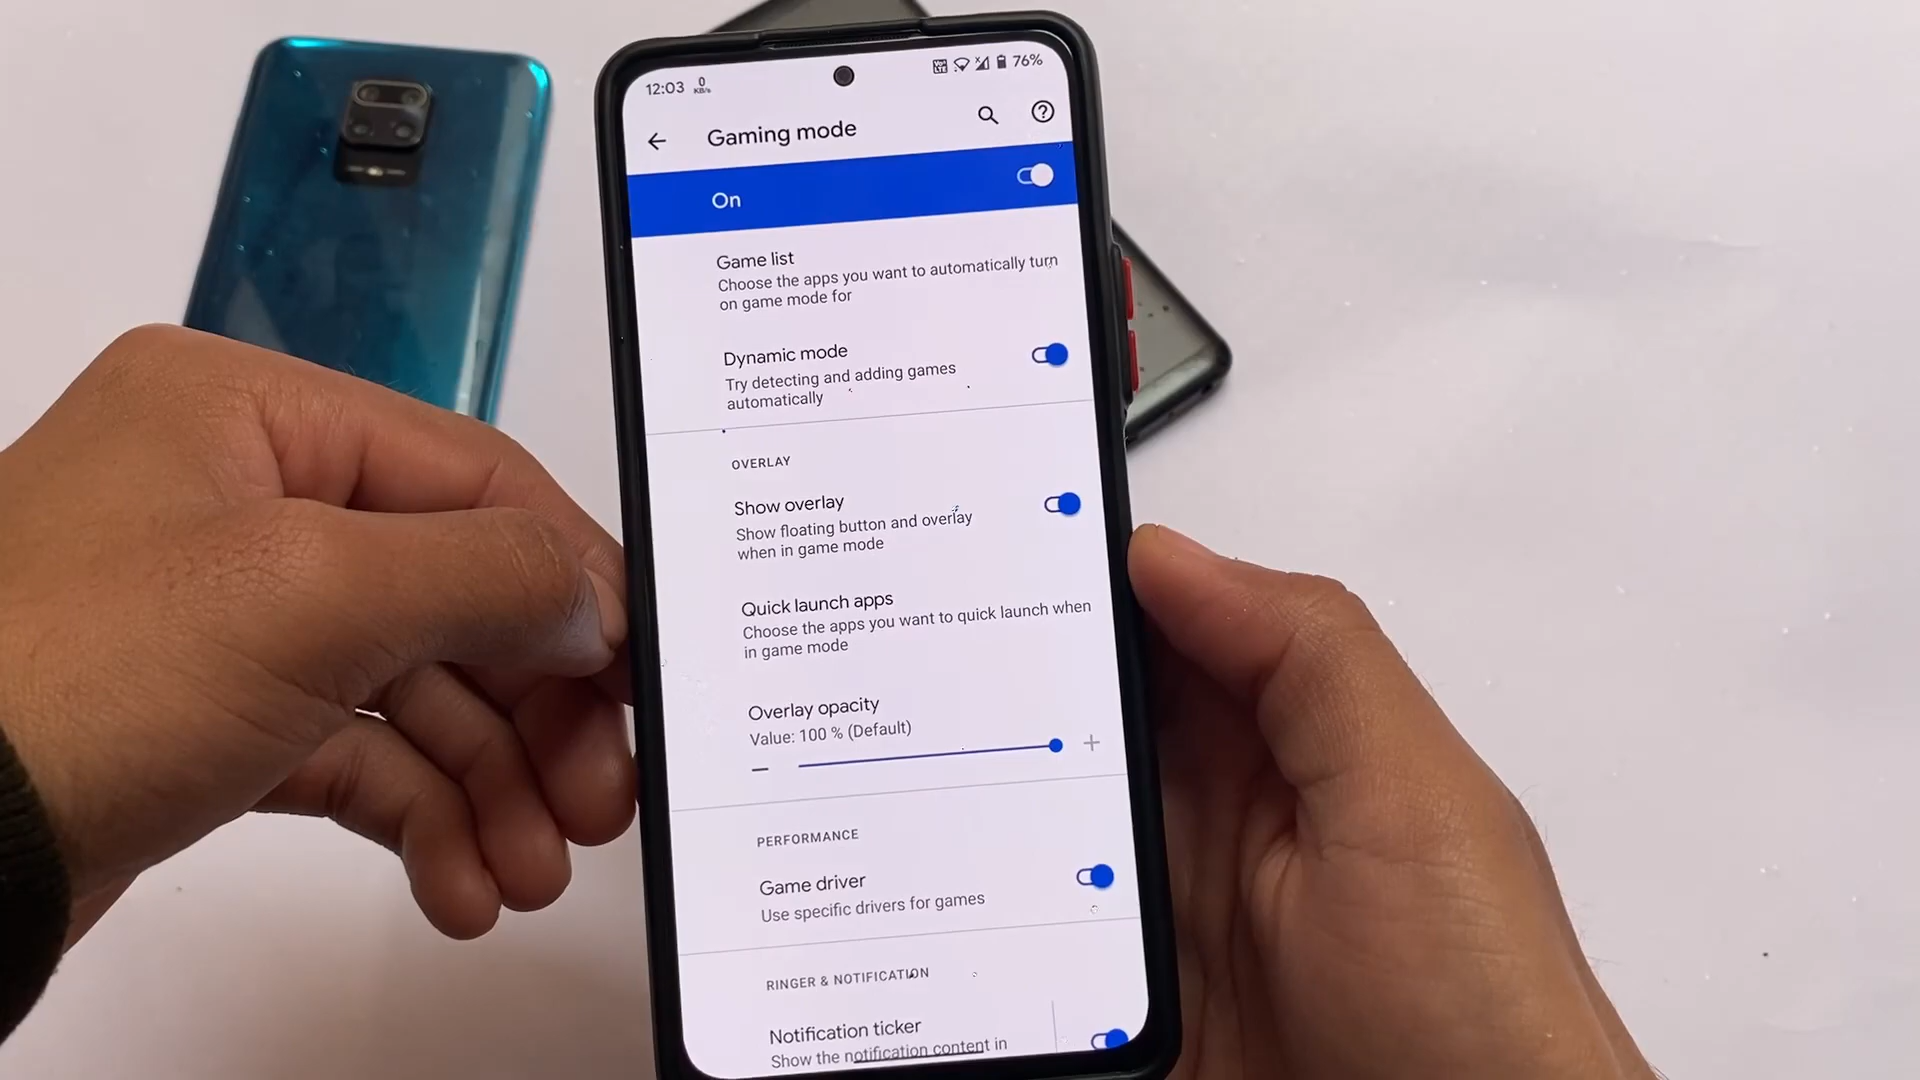 12:03 0 KB/s VoLTE 76%
Gaming mode
On
Game list
Choose the apps you want to automatically turn
on game mode for
Dynamic mode
Try detecting and adding games
automatically
OVERLAY
Show overlay
Show floating button and overlay
when in game mode
Quick launch apps
Choose the apps you want to quick launch when
in game mode
Overlay opacity
Value: 100 % (Default)
PERFORMANCE
Game driver
Use specific drivers for games
RINGER & NOTIFICATION
Notification ticker
Show the notification content in